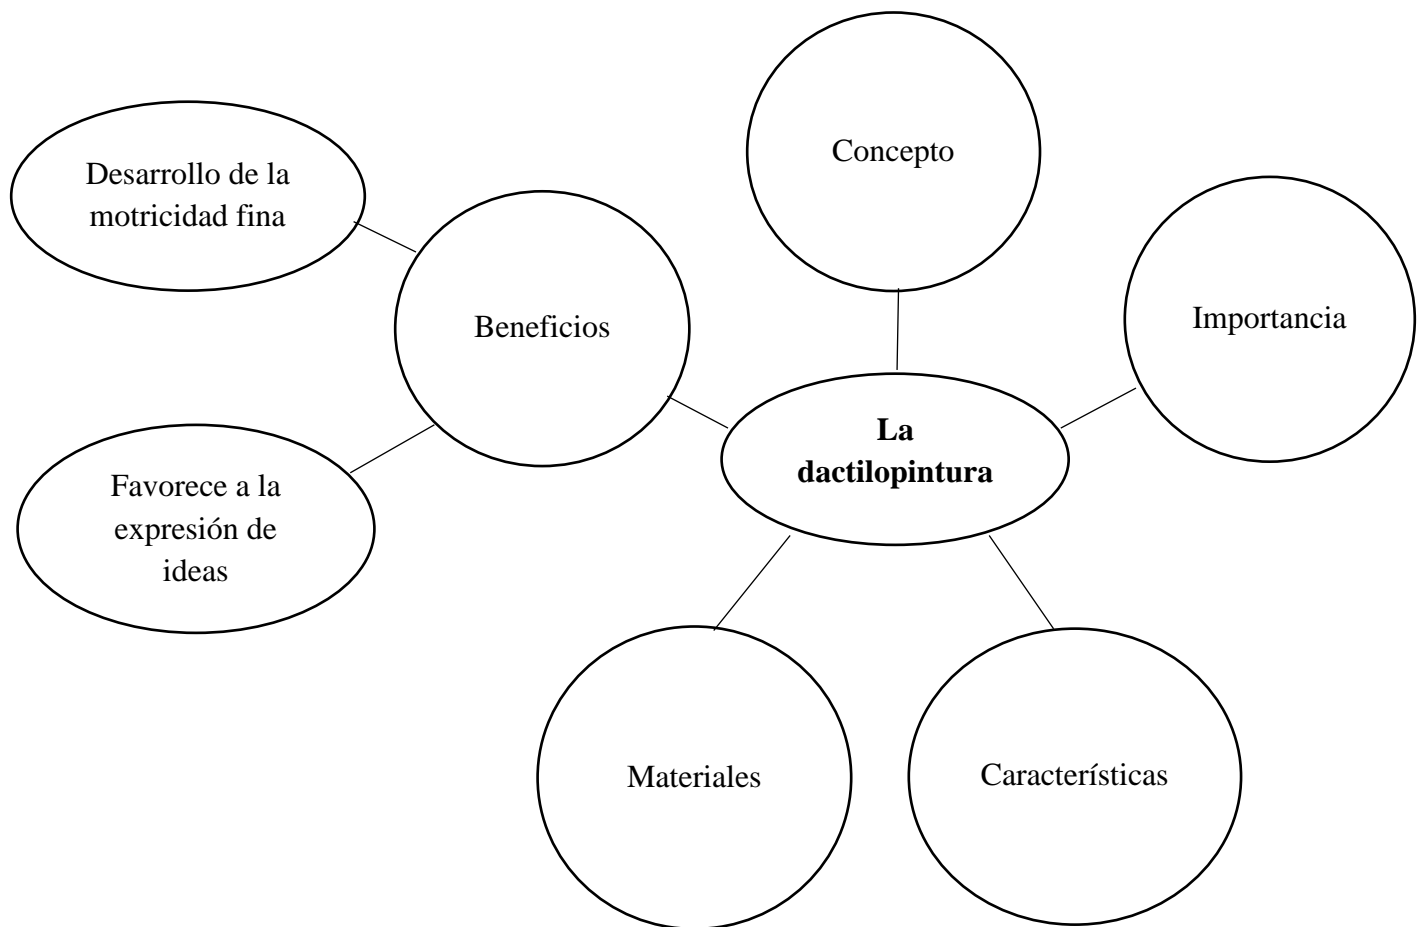 Concepto
Desarrollo de la
motricidad fina
Beneficios
Importancia
La
dactilopintura
Favorece a la
expresión de
ideas
Materiales
Características